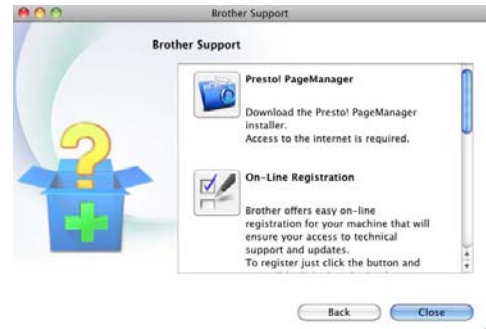 Brother Support
Brother Support
Presto! PageManager
Download the Presto! PageManager
installer.
Access to the internet is required.
On-Line Registration
Brother offers easy on-line
registration for your machine that will
ensure your access to technical
support and updates.
To register just click the button and
Back
Close